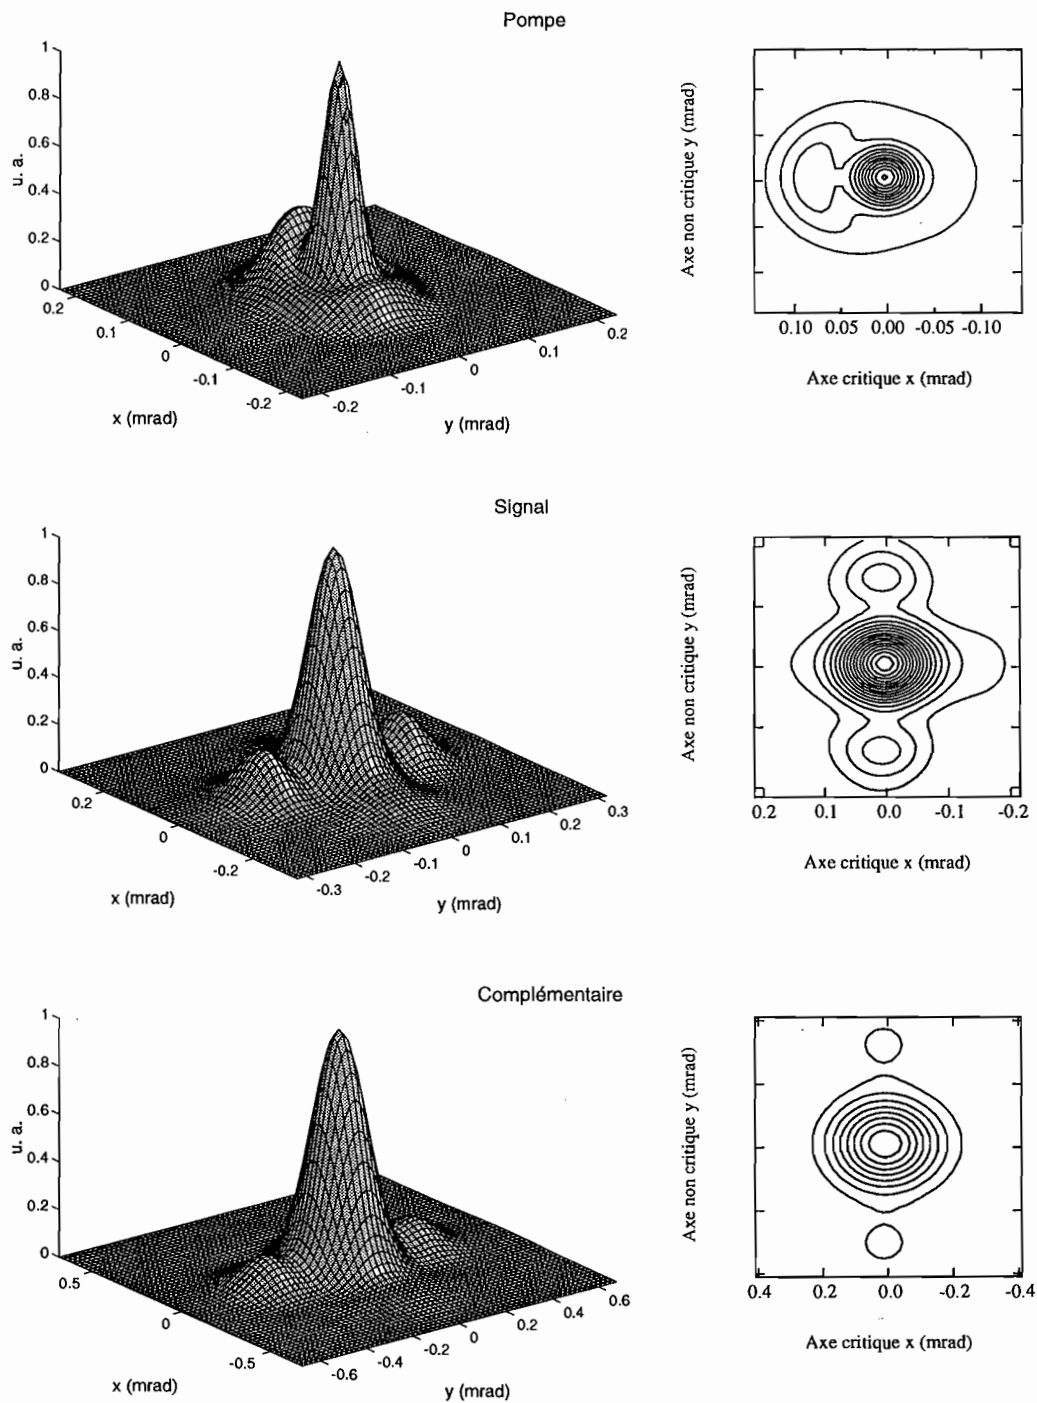 Pompe
1
0.8
0.6
0.4
0.2
0
u. a.
0.2
0.1
0
-0.1
-0.2
x (mrad)
-0.2
-0.1
0
0.1
0.2
y (mrad)
Axe non critique y (mrad)
0.10 0.05 0.00 -0.05 -0.10
Axe critique x (mrad)
Signal
1
0.8
0.6
0.4
0.2
0
u. a.
0.2
0
-0.2
x (mrad)
-0.3
-0.2
-0.1
0
0.1
0.2
0.3
y (mrad)
Axe non critique y (mrad)
0.2 0.1 0.0 -0.1 -0.2
Axe critique x (mrad)
Complémentaire
1
0.8
0.6
0.4
0.2
0
u. a.
0.5
0
-0.5
x (mrad)
-0.6
-0.4
-0.2
0
0.2
0.4
0.6
y (mrad)
Axe non critique y (mrad)
0.4 0.2 0.0 -0.2 -0.4
Axe critique x (mrad)